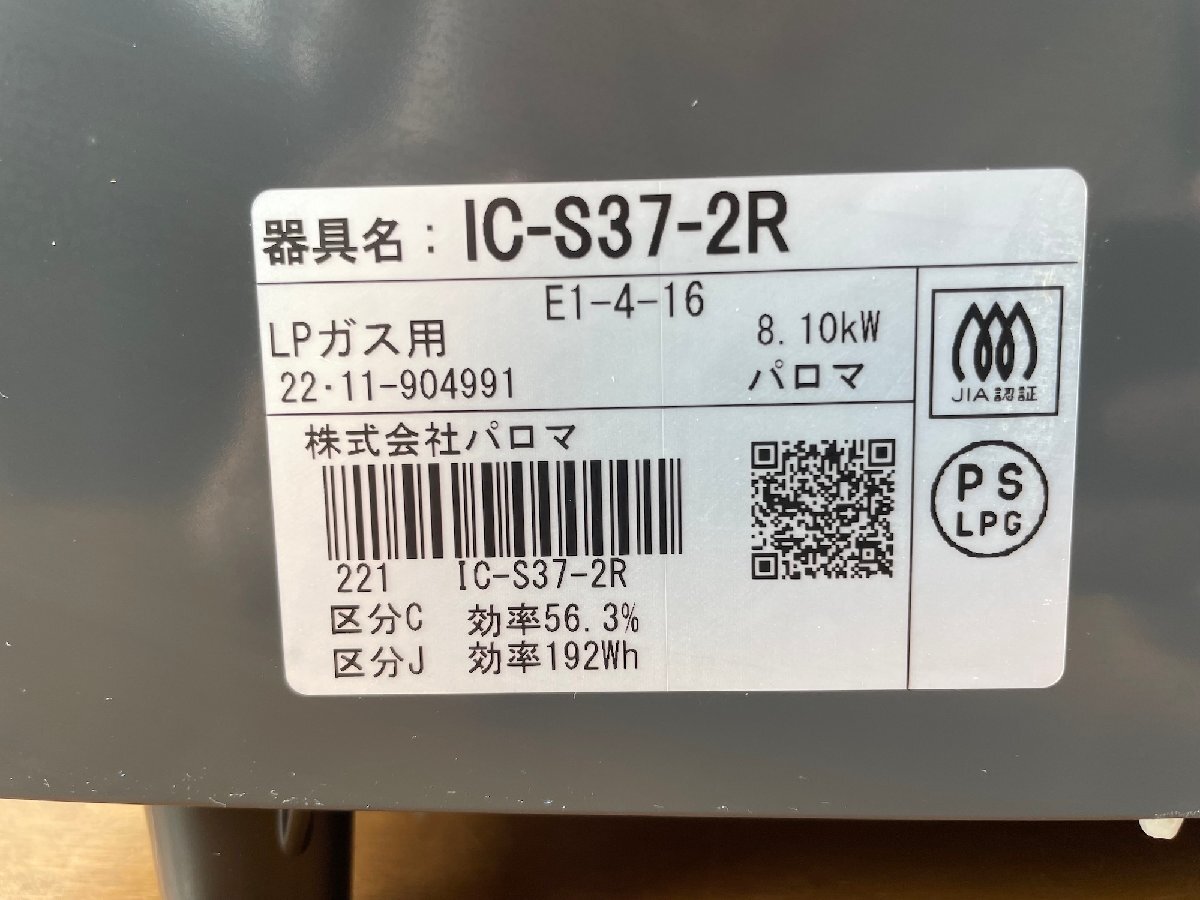 器具名：IC-S37-2R
E1-4-16
LPガス用
8.10kW
22・11-904991
パロマ
JIA認証
株式会社パロマ
PS
LPG
221 IC-S37-2R
区分C 効率56.3%
区分J 効率192Wh